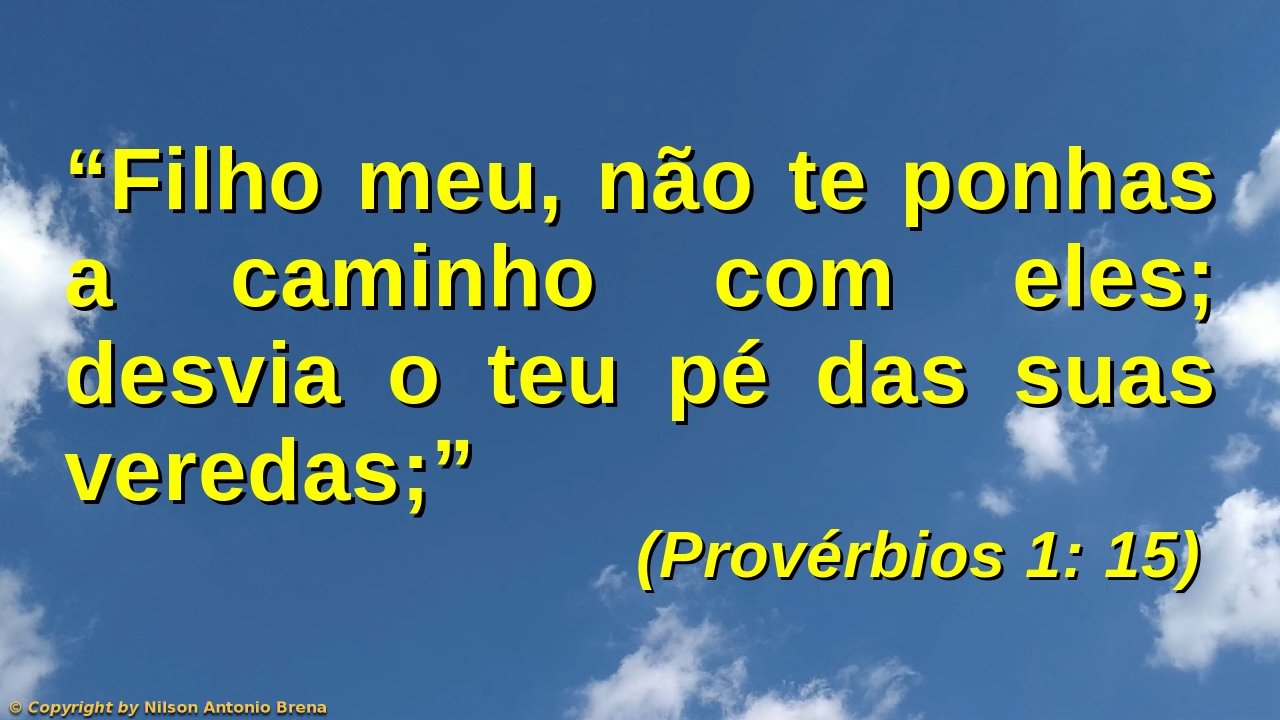 “Filho meu, não te ponhas
a caminho com eles;
desvia o teu pé das suas
veredas;”
(Provérbios 1: 15)
© Copyright by Nilson Antonio Brena